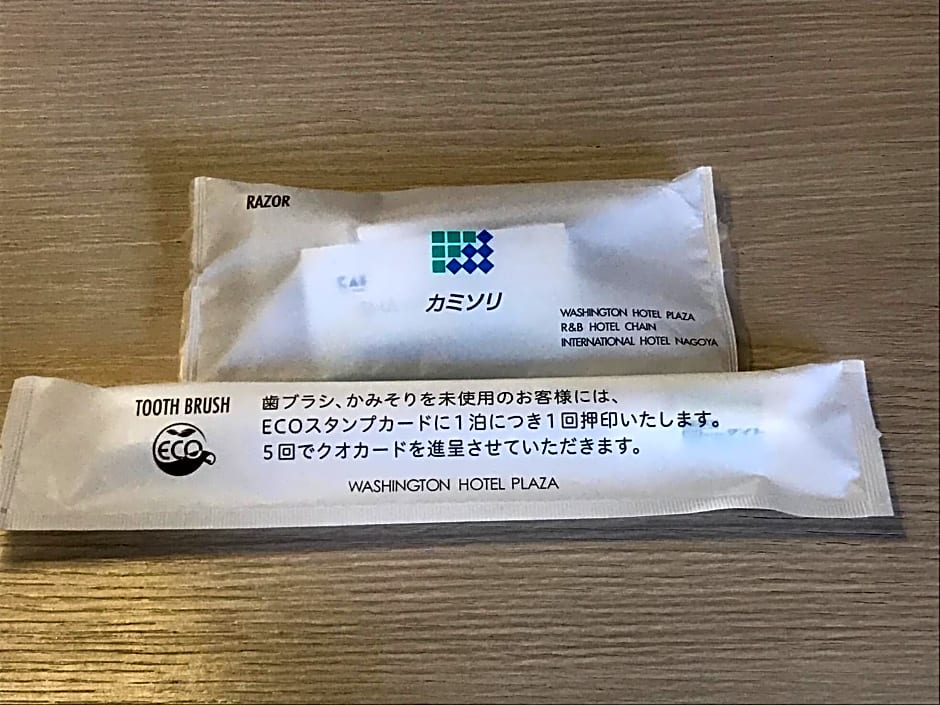 RAZOR
カミソリ
WASHINGTON HOTEL PLAZA
R&B HOTEL CHAIN
INTERNATIONAL HOTEL NAGOYA
TOOTH BRUSH
ECO
歯ブラシ、かみそりを未使用のお客様には、
ECOスタンプカードに1泊につき1回押印いたします。
5回でクオカードを進呈させていただきます。
WASHINGTON HOTEL PLAZA